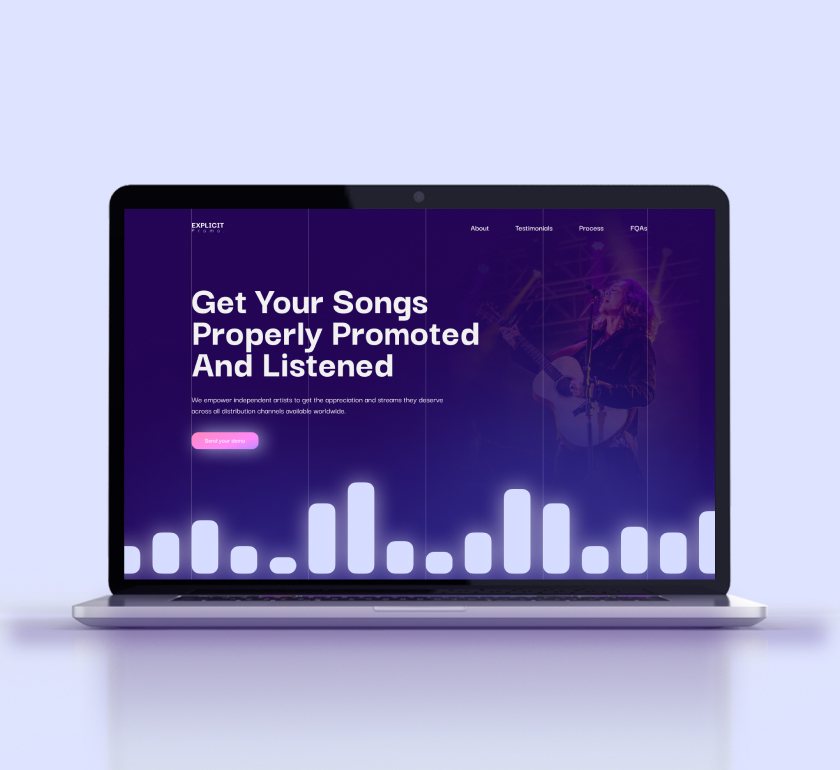 EXPLICIT
Promo
About
Testimonials
Process
FQAs
Get Your Songs
Properly Promoted
And Listened
We empower independent artists to get the appreciation and streams they deserve
across all distribution channels available worldwide.
Send your demo